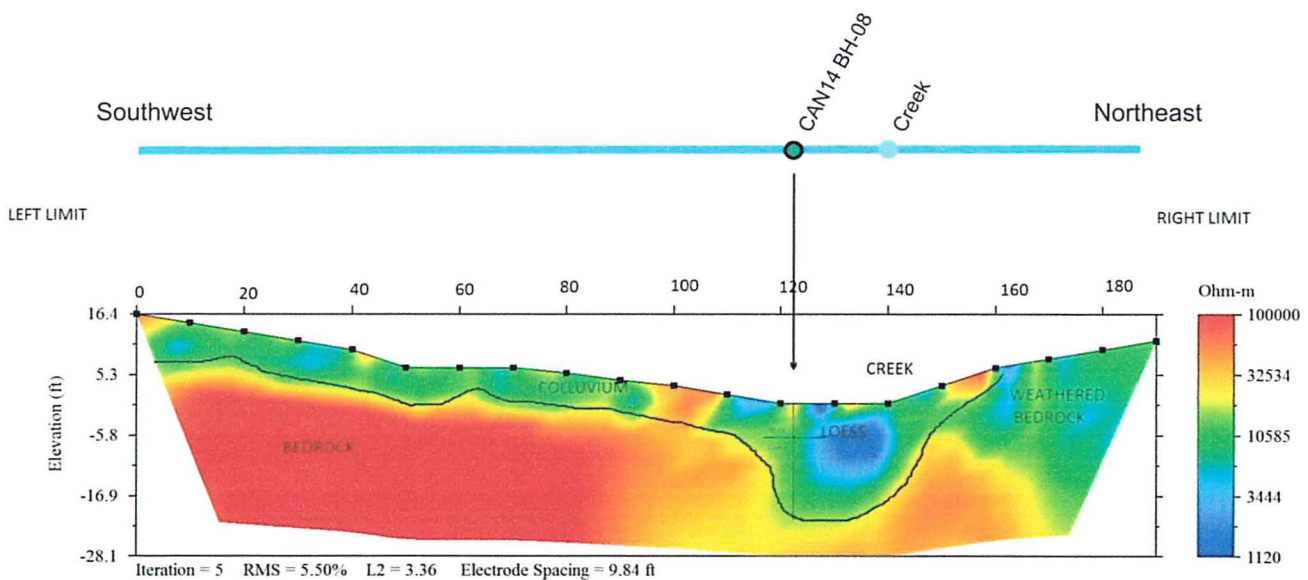 CAN14 BH-08
Creek
Southwest
Northeast
LEFT LIMIT
RIGHT LIMIT
0 20 40 60 80 100 120 140 160 180
Ohm-m
16.4
5.3
-5.8
-16.9
-28.1
Elevation (ft)
CREEK
COLLUVIUM
LOESS
WEATHERED
BEDROCK
BEDROCK
100000
32534
10585
3444
1120
Iteration = 5 RMS = 5.50% L2 = 3.36 Electrode Spacing = 9.84 ft